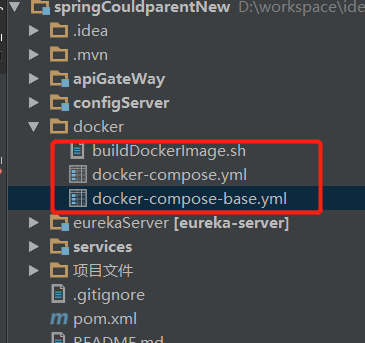 springCouldparentNew D:\workspace\ide
.idea
.mvn
apiGateWay
configServer
docker
buildDockerImage.sh
docker-compose.yml
docker-compose-base.yml
eurekaServer [eureka-server]
services
项目文件
.gitignore
pom.xml
README.md